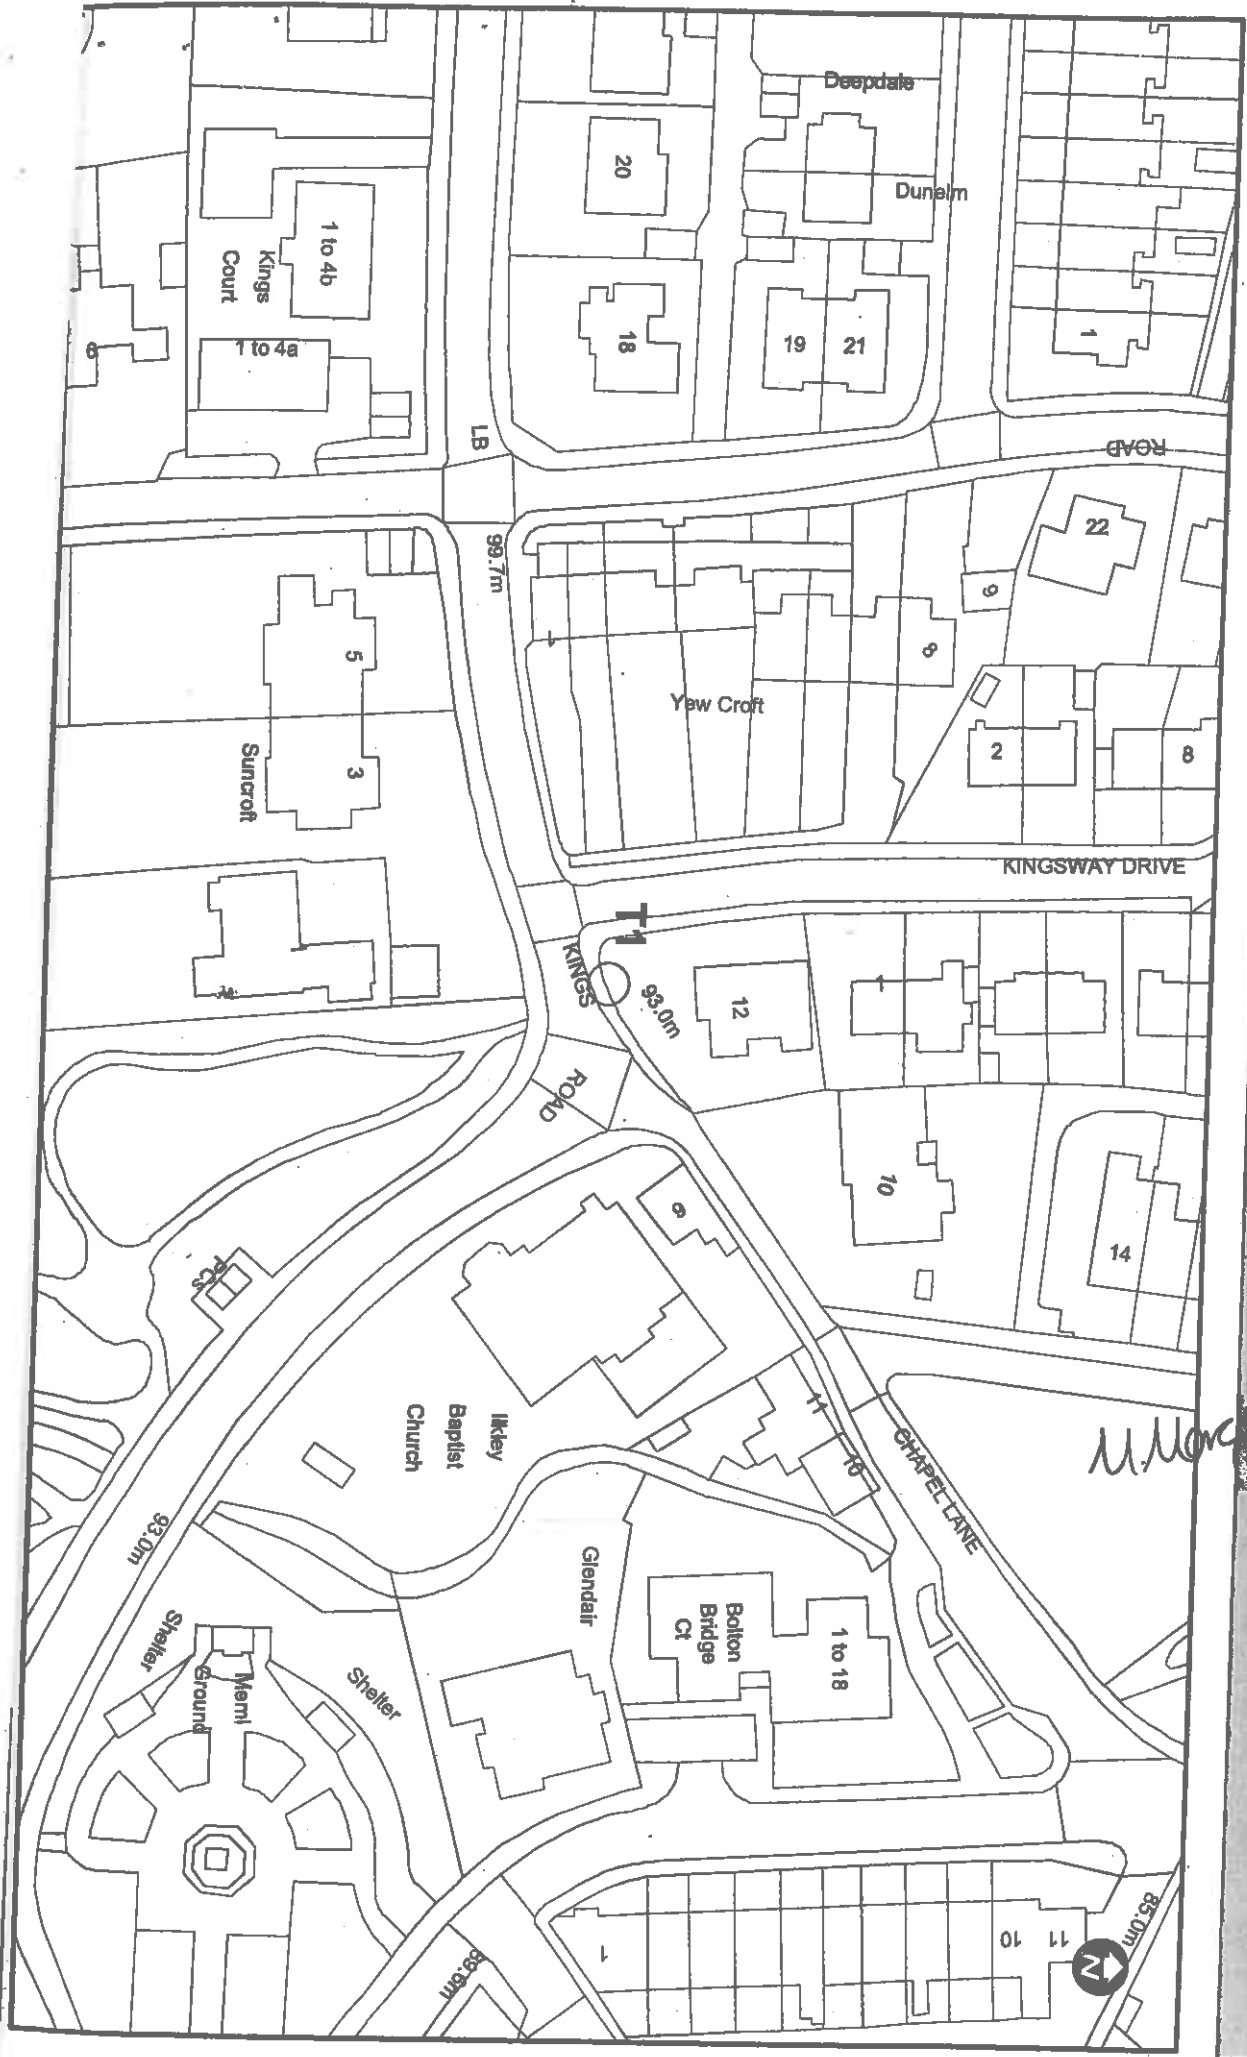 Deepdale
Dunelm
20
1 to 4b
Kings
Court
1 to 4a
6
18
19
21
1
LB
ROAD
99.7m
22
9
8
1
5
3
Suncroft
Yew Croft
2
8
KINGSWAY DRIVE
T1
KINGS
ROAD
93.0m
12
1
10
14
9
PCs
Ilkley
Baptist
Church
11
10
CHAPEL LANE
93.0m
Glendair
Bolton
Bridge
Ct
1 to 18
Shelter
Shelter
Meml
Ground
89.6m
1
10
11
85.0m
N